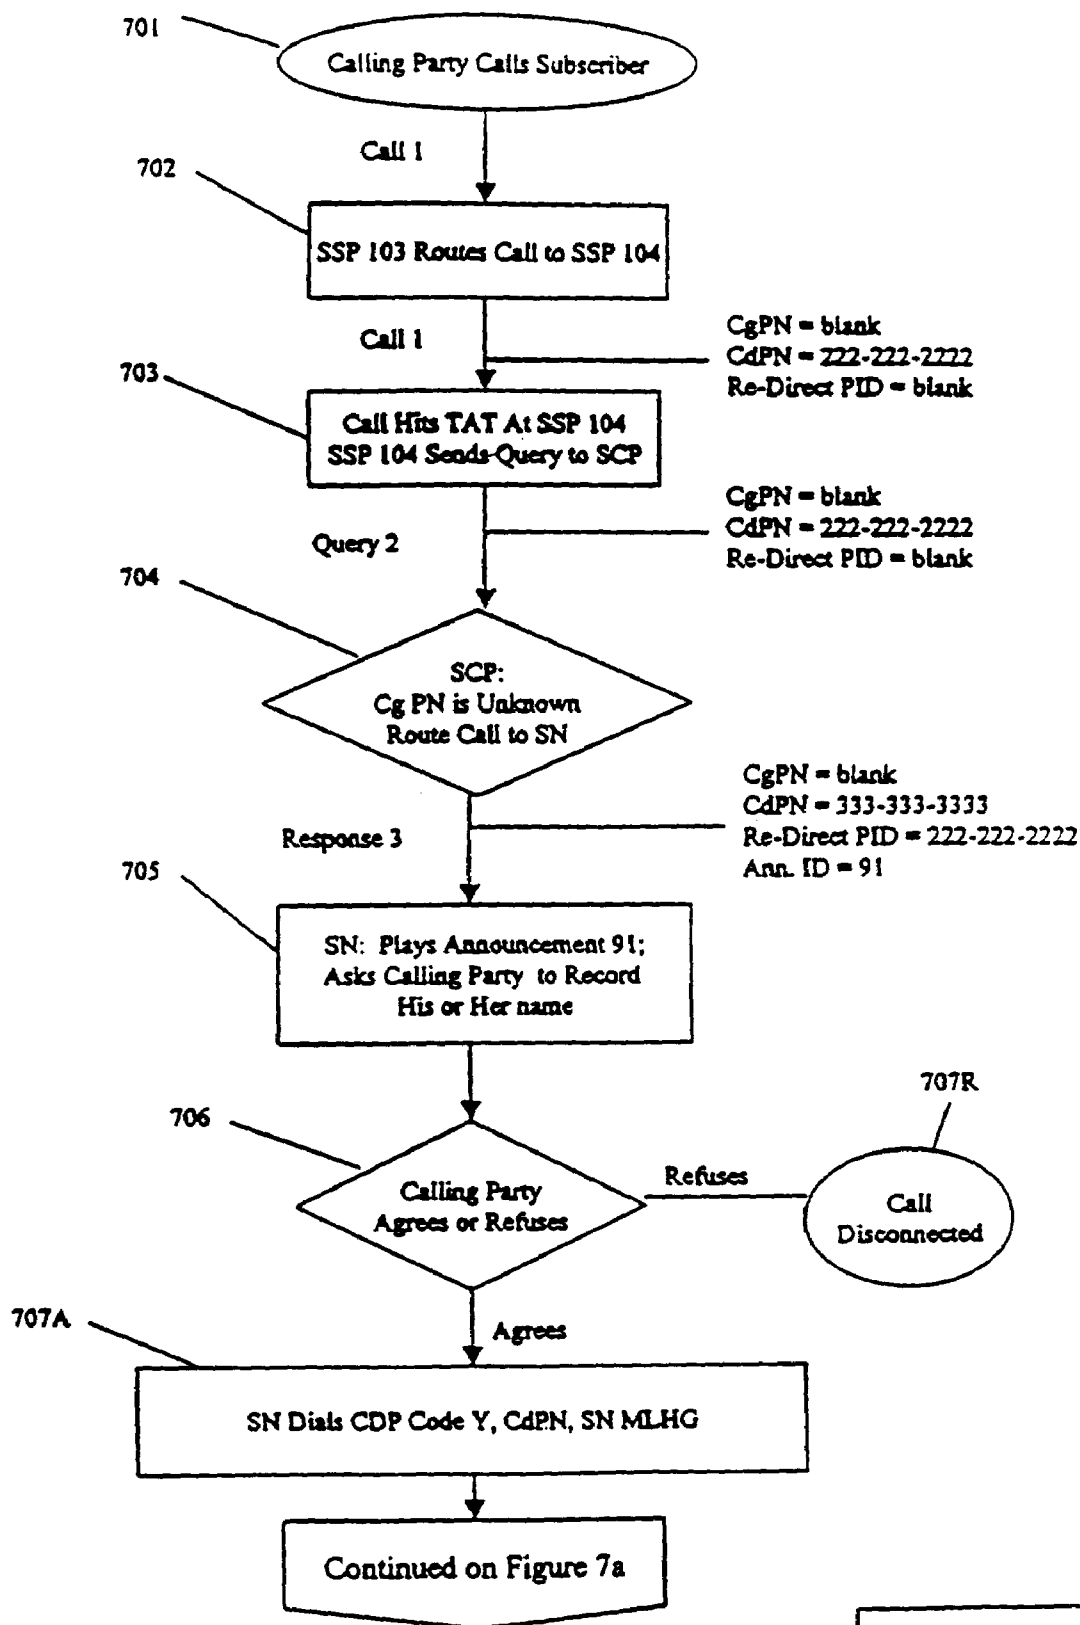 701
Calling Party Calls Subscriber
Call 1
702
SSP 103 Routes Call to SSP 104
Call 1
CgPN = blank
CdPN = 222-222-2222
Re-Direct PID = blank
703
Call Hits TAT At SSP 104
SSP 104 Sends Query to SCP
CgPN = blank
CdPN = 222-222-2222
Re-Direct PID = blank
Query 2
704
SCP:
Cg PN is Unknown
Route Call to SN
CgPN = blank
CdPN = 333-333-3333
Re-Direct PID = 222-222-2222
Ann. ID = 91
Response 3
705
SN: Plays Announcement 91;
Asks Calling Party to Record
His or Her name
707R
706
Refuses
Calling Party
Agrees or Refuses
Call
Disconnected
707A
Agrees
SN Dials CDP Code Y, CdPN, SN MLHG
Continued on Figure 7a